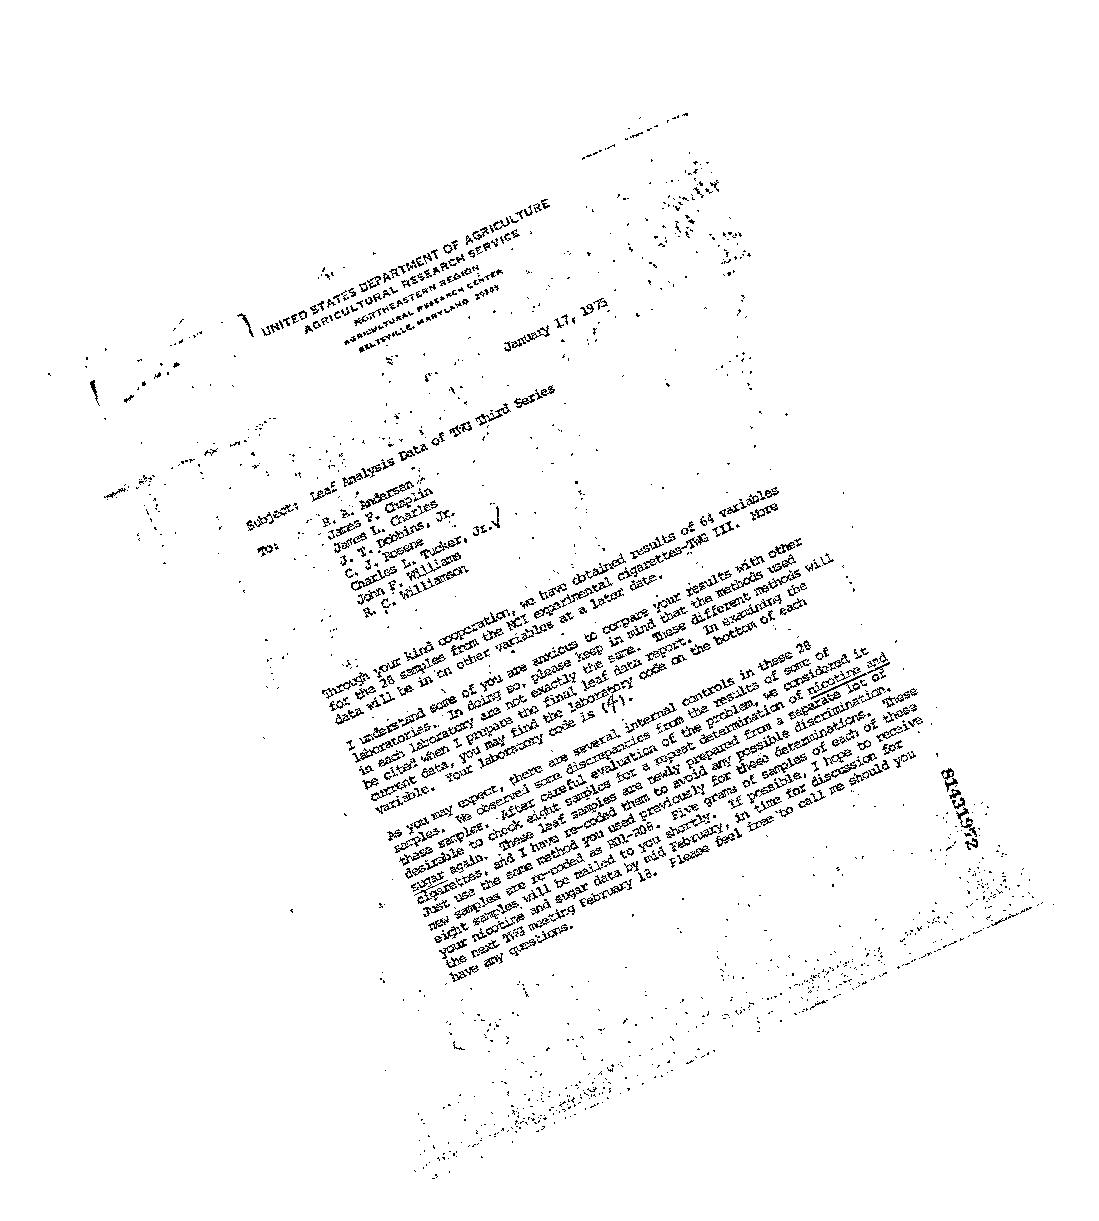 UNITED STATES DEPARTMENT OF AGRICULTURE
AGRICULTURAL RESEARCH SERVICE
NORTHEASTERN REGION
AGRICULTURAL RESEARCH CENTER
BELTSVILLE, MARYLAND 20705
January 17, 1975
Subject: Leaf Analysis Data of TWG Third Series
To: R. A. Andersen
James F. Chaplin
James L. Charles
J. T. Dobbins, Jr.
C. J. Rosene
Charles L. Tucker, Jr.
John F. Williams
R. C. Williamson
Through your kind cooperation, we have obtained results of 64 variables
for the 28 samples from the NCI experimental cigarettes-TWG III. More
data will be in on other variables at a later date.
I understand some of you are anxious to compare your results with other
laboratories. In doing so, please keep in mind that the methods used
in each laboratory are not exactly the same. These different methods will
be cited when I prepare the final leaf data report. In examining the
current data, you may find the laboratory code on the bottom of each
variable. Your laboratory code is (4).
As you may expect, there are several internal controls in these 28
samples. We observed some discrepancies from the results of some of
these samples. After careful evaluation of the problem, we considered it
desirable to check eight samples for a repeat determination of nicotine and
sugar again. These leaf samples are newly prepared from a separate lot of
cigarettes, and I have re-coded them to avoid any possible discrimination.
Just use the same method you used previously for these determinations. These
new samples are re-coded as Five grams of samples of each of these
eight samples will be mailed to you shortly. If possible, I hope to receive
your nicotine and sugar data by mid February, in time for discussion for
the next TWG meeting February 18. Please feel free to call me should you
have any questions.
81431972